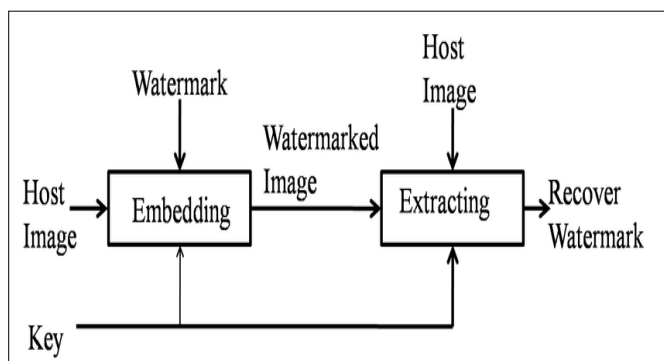 Host
Image
Watermark
Watermarked
Image
Host
Image
Embedding
Extracting
Recover
Watermark
Key